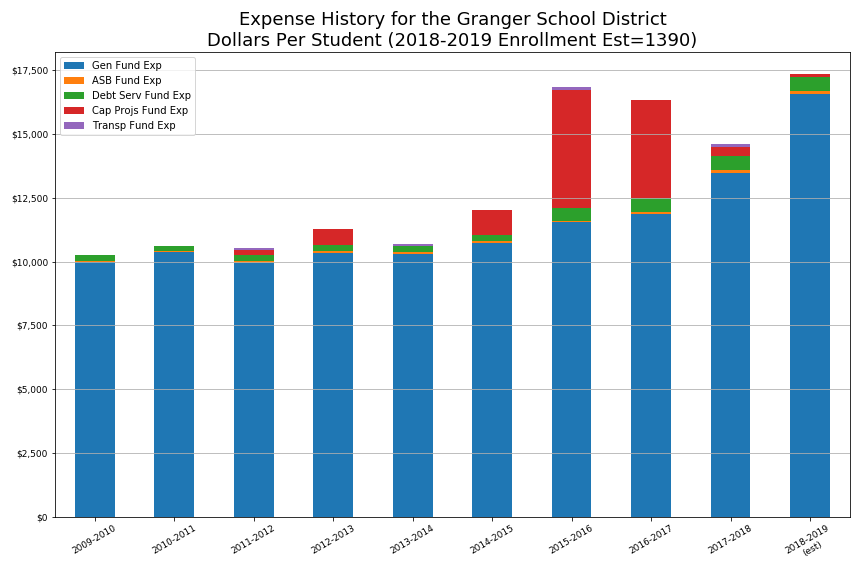 Expense History for the Granger School District
Dollars Per Student (2018-2019 Enrollment Est=1390)
Gen Fund Exp
ASB Fund Exp
Debt Serv Fund Exp
Cap Projs Fund Exp
Transp Fund Exp
$17,500
$15,000
$12,500
$10,000
$7,500
$5,000
$2,500
$0
2009-2010
2010-2011
2011-2012
2012-2013
2013-2014
2014-2015
2015-2016
2016-2017
2017-2018
2018-2019
(est)